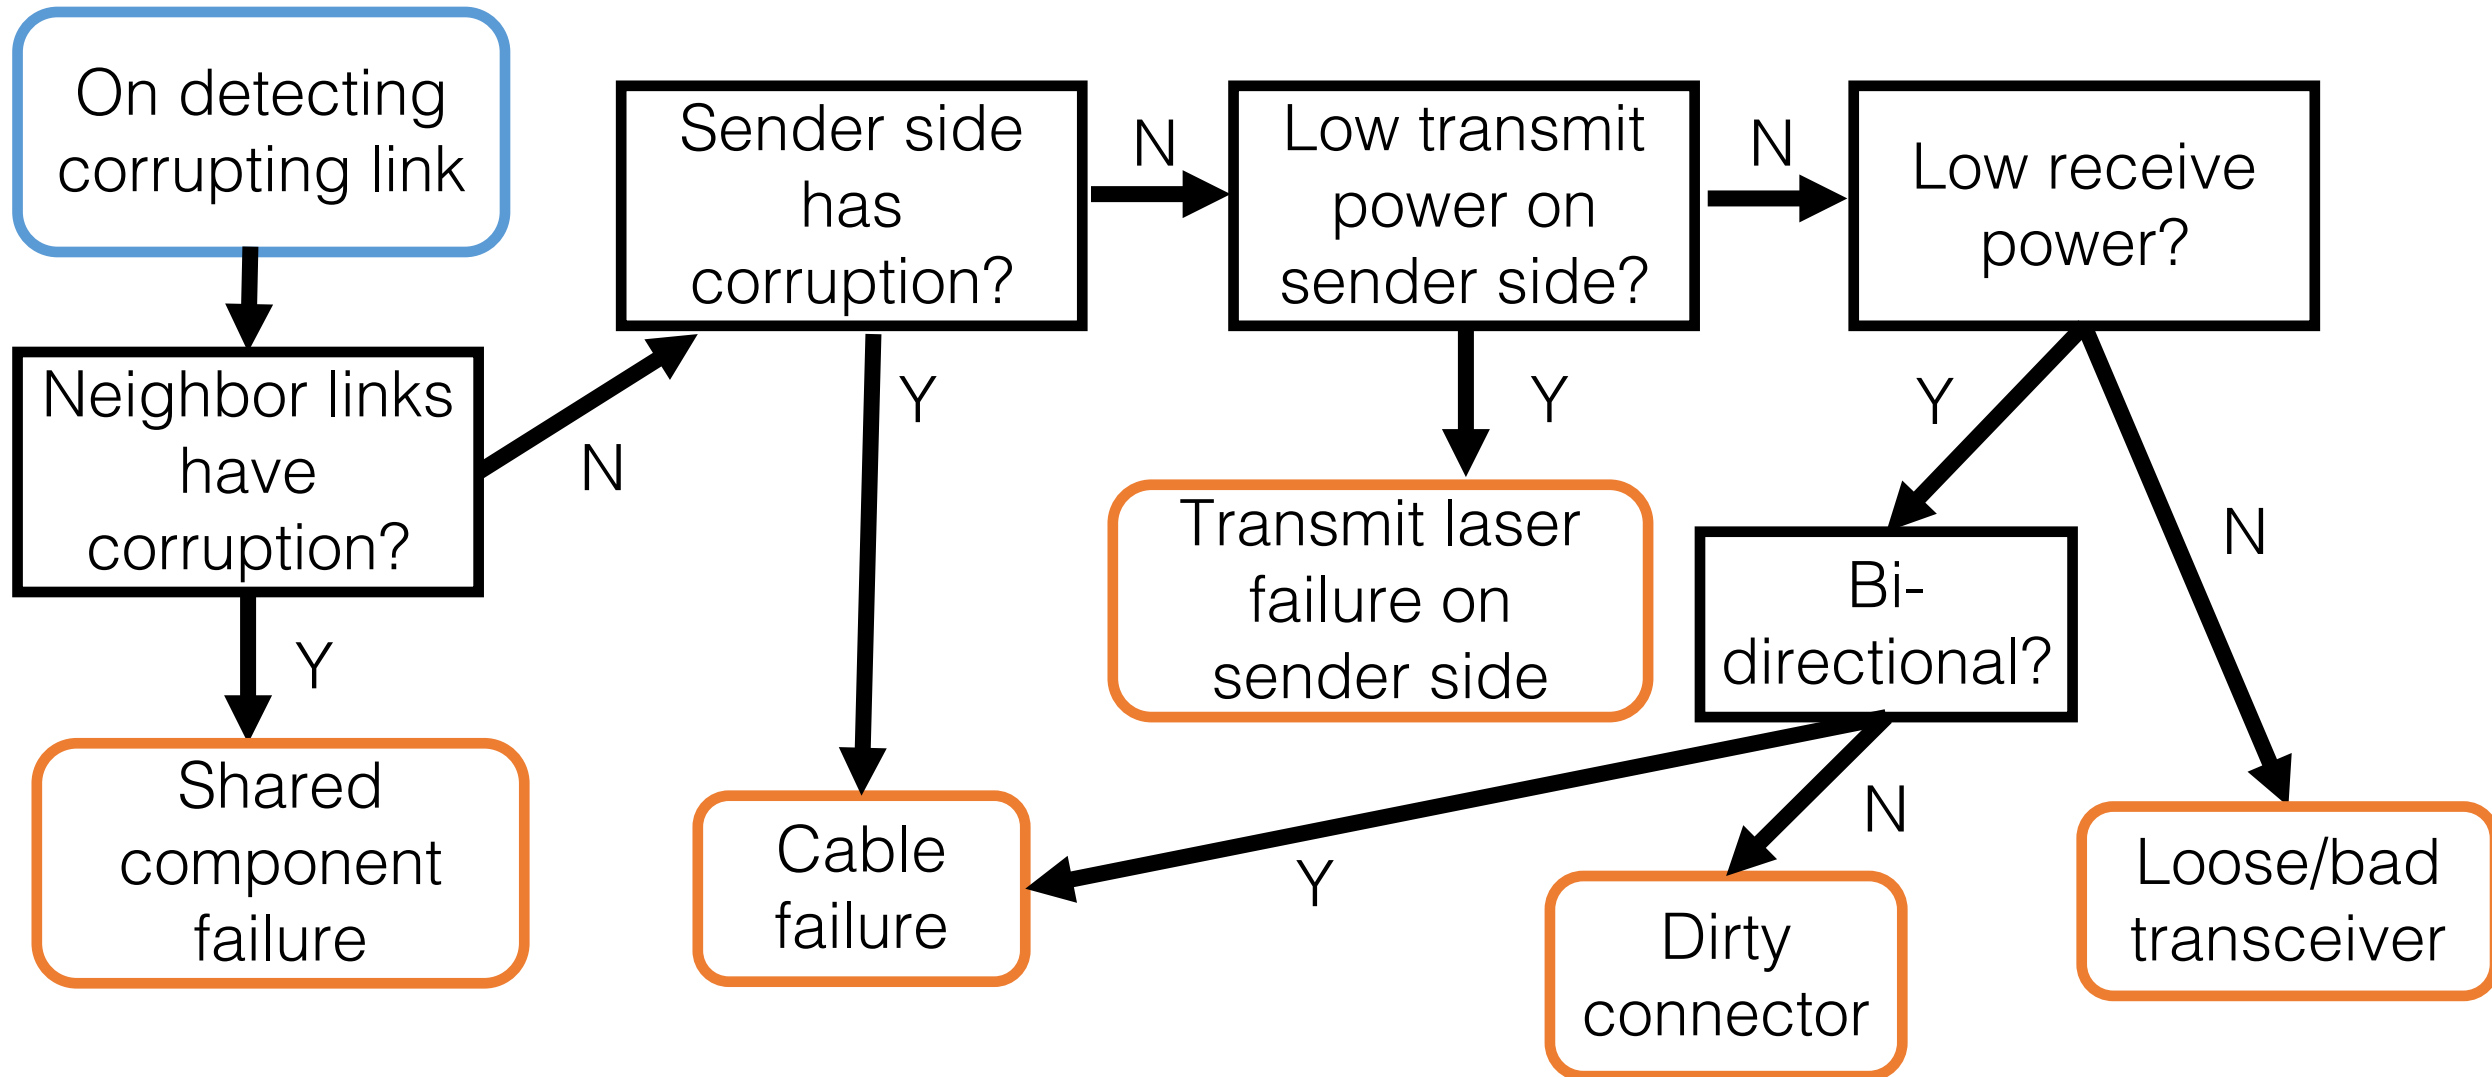 On detecting
corrupting link
Neighbor links
have
corruption?
N
Y
Shared
component
failure
Sender side
has
corruption?
N
Y
Cable
failure
Low transmit
power on
sender side?
N
Y
Transmit laser
failure on
sender side
Low receive
power?
Y
N
Bi-
directional?
Y
N
Dirty
connector
Loose/bad
transceiver